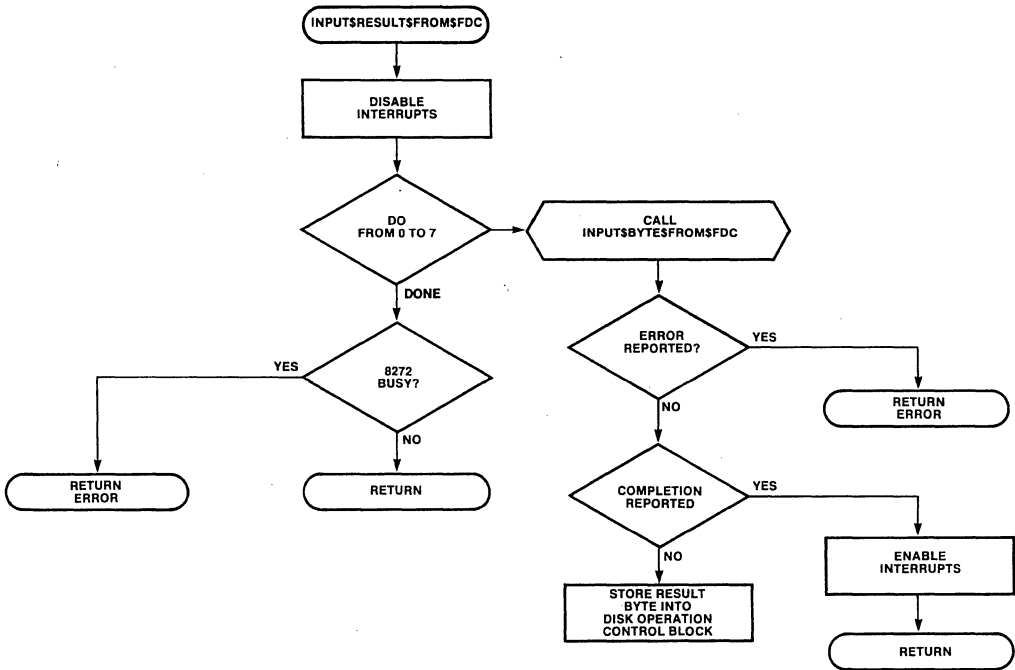 INPUT$RESULT$FROM$FDC
DISABLE
INTERRUPTS
DO
FROM 0 TO 7
DONE
8272
BUSY?
YES
RETURN
ERROR
NO
RETURN
CALL
INPUT$BYTE$FROM$FDC
ERROR
REPORTED?
YES
RETURN
ERROR
NO
COMPLETION
REPORTED
YES
ENABLE
INTERRUPTS
RETURN
NO
STORE RESULT
BYTE INTO
DISK OPERATION
CONTROL BLOCK